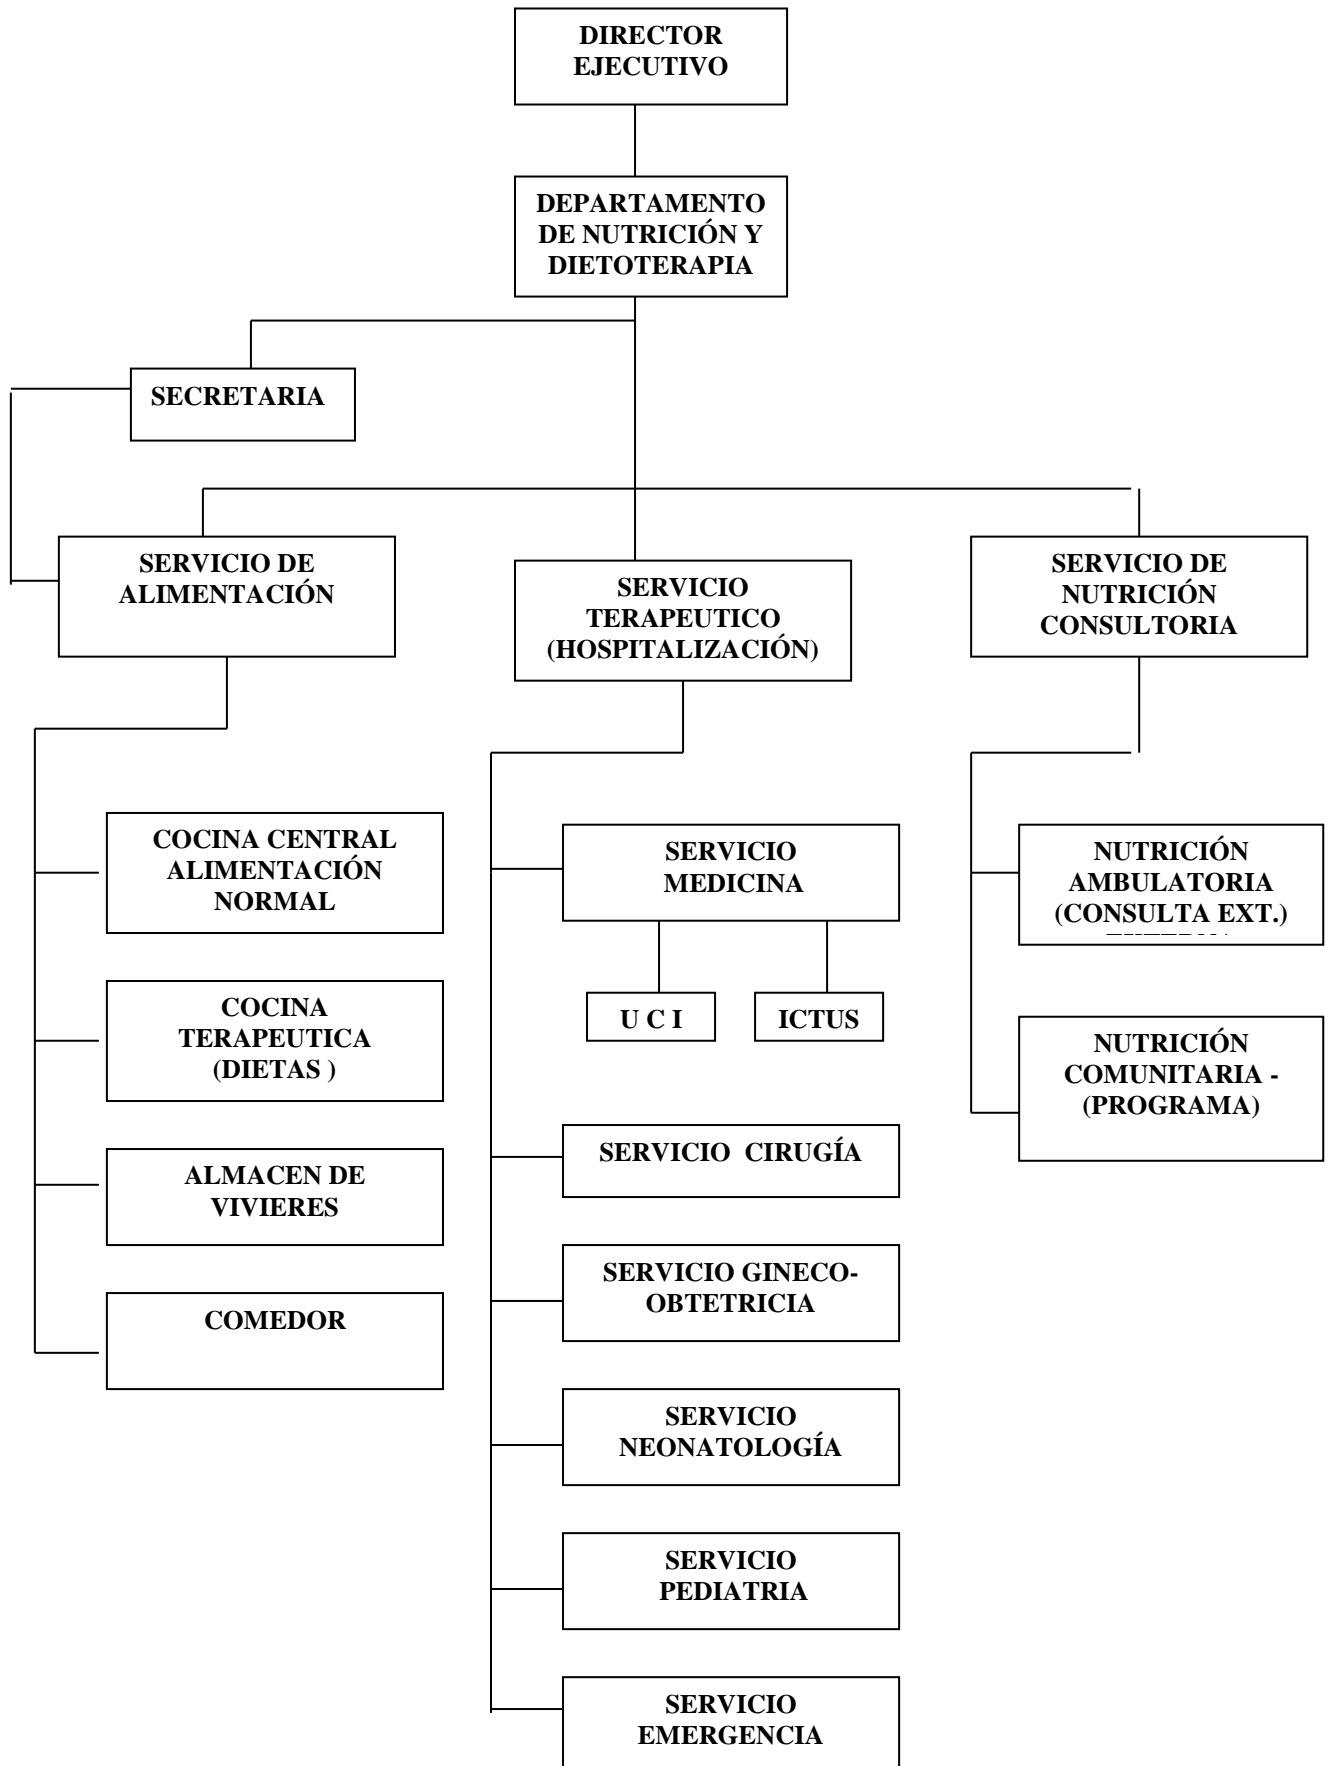 DIRECTOR
EJECUTIVO
DEPARTAMENTO
DE NUTRICIÓN Y
DIETOTERAPIA
SECRETARIA
SERVICIO DE
ALIMENTACIÓN
SERVICIO
TERAPEUTICO
(HOSPITALIZACIÓN)
SERVICIO DE
NUTRICIÓN
CONSULTORIA
COCINA CENTRAL
ALIMENTACIÓN
NORMAL
COCINA
TERAPEUTICA
(DIETAS )
ALMACEN DE
VIVIERES
COMEDOR
SERVICIO
MEDICINA
U C I
ICTUS
SERVICIO  CIRUGÍA
SERVICIO GINECO-
OBTETRICIA
SERVICIO
NEONATOLOGÍA
SERVICIO
PEDIATRIA
SERVICIO
EMERGENCIA
NUTRICIÓN
AMBULATORIA
(CONSULTA EXT.)
NUTRICIÓN
COMUNITARIA -
(PROGRAMA)